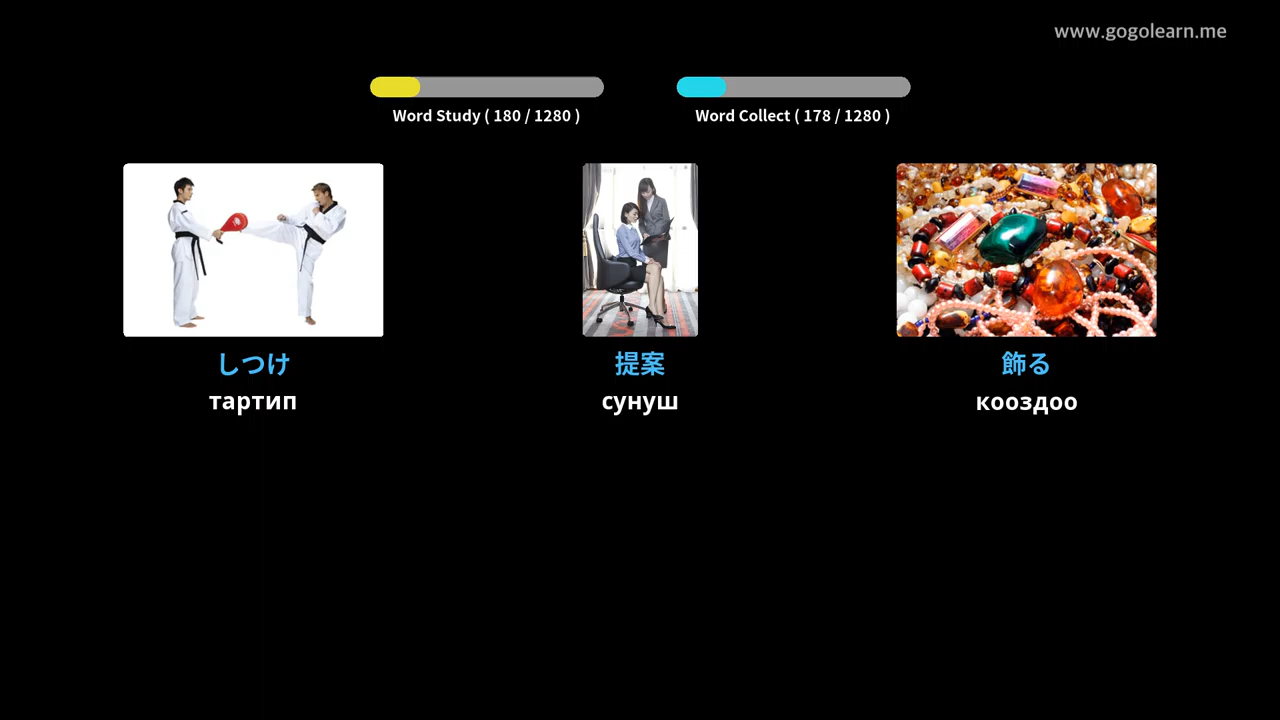 www.gogolearn.me
Word Study ( 180 / 1280 )
Word Collect ( 178 / 1280 )
しつけ
тартип
提案
сунуш
飾る
кооздоо